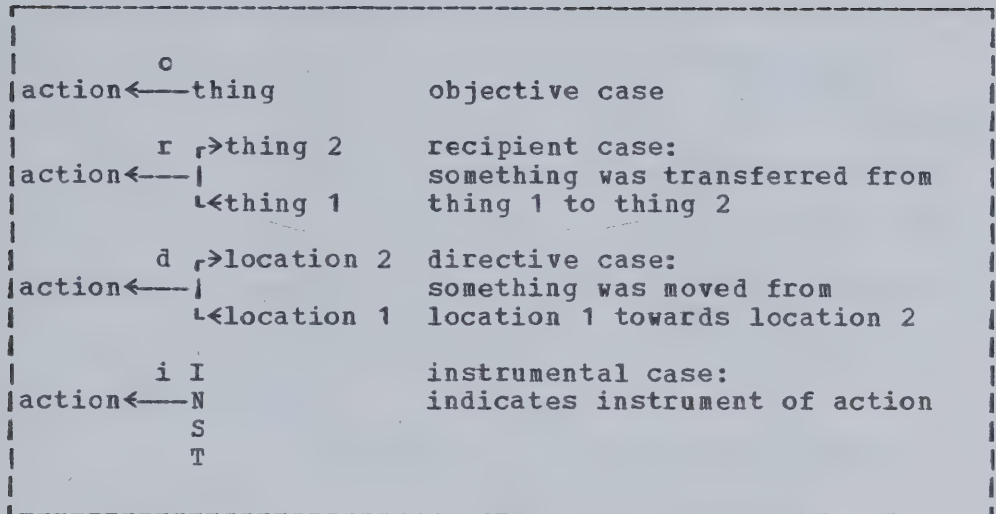 o
action<———thing objective case
r ┌>thing 2 recipient case:
action<———| something was transferred from
└<thing 1 thing 1 to thing 2
d ┌>location 2 directive case:
action<———| something was moved from
└<location 1 location 1 towards location 2
i I instrumental case:
action<———N indicates instrument of action
S
T